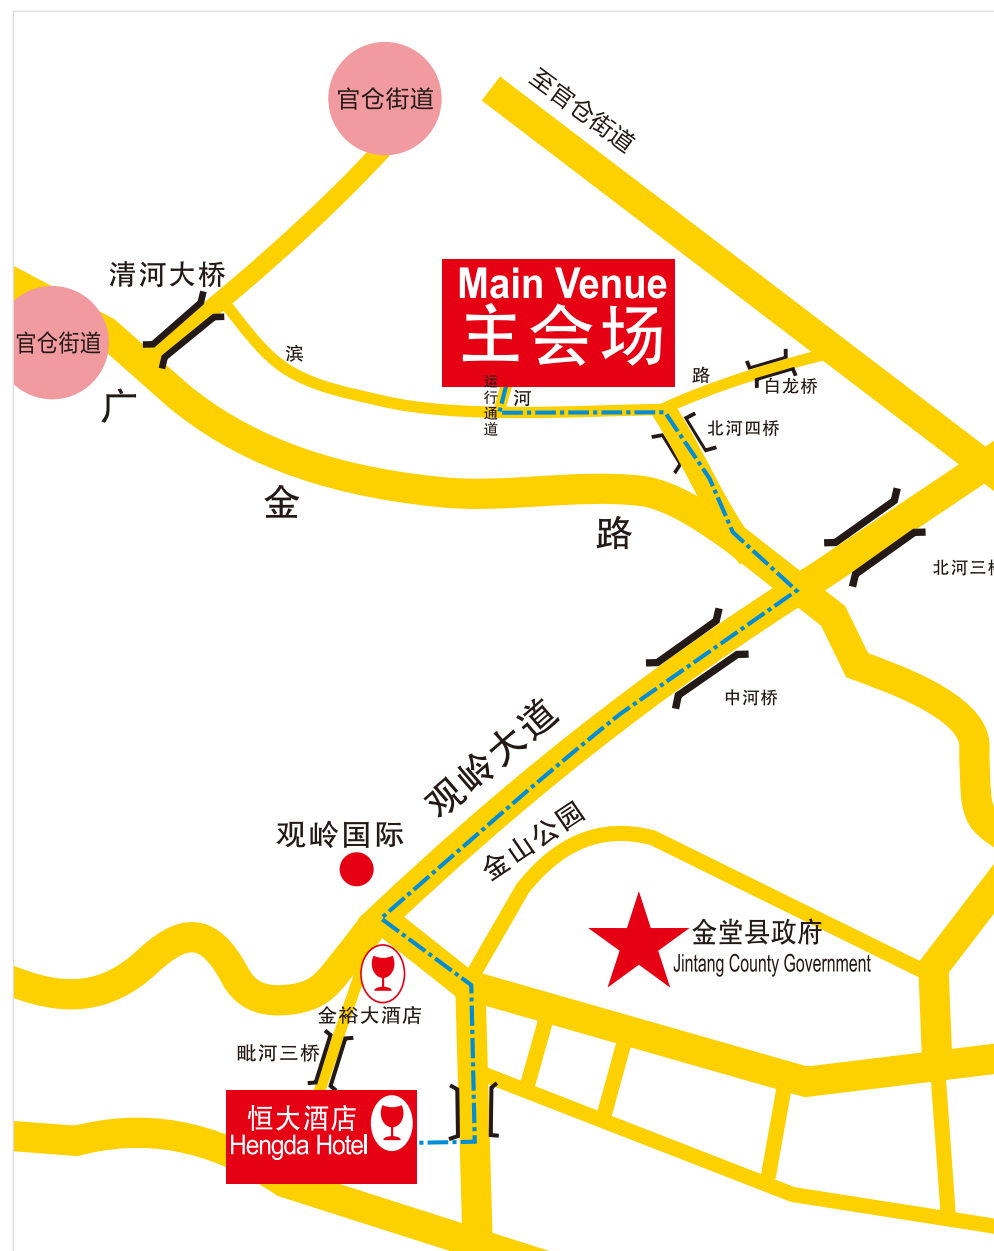 官仓街道
至官仓街道
清河大桥
Main Venue
主会场
官仓街道
滨
河
路
运行通道
白龙桥
广
北河四桥
金
路
北河三
中河桥
观岭大道
金山公园
观岭国际
金堂县政府
Jintang County Government
金裕大酒店
毗河三桥
恒大酒店
Hengda Hotel